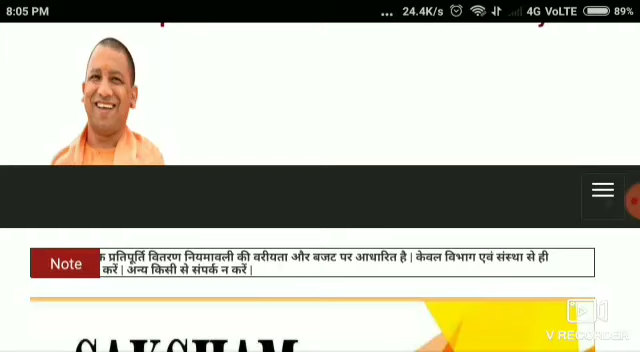 8:05 PM ... 24.4K/s 4G VoLTE 89%
Note
क प्रतिपूर्ति वितरण नियमावली की वरीयता और बजट पर आधारित है | केवल विभाग एवं संस्था से ही
करें | अन्य किसी से संपर्क न करें |
SAKSHAM
V RECORDER